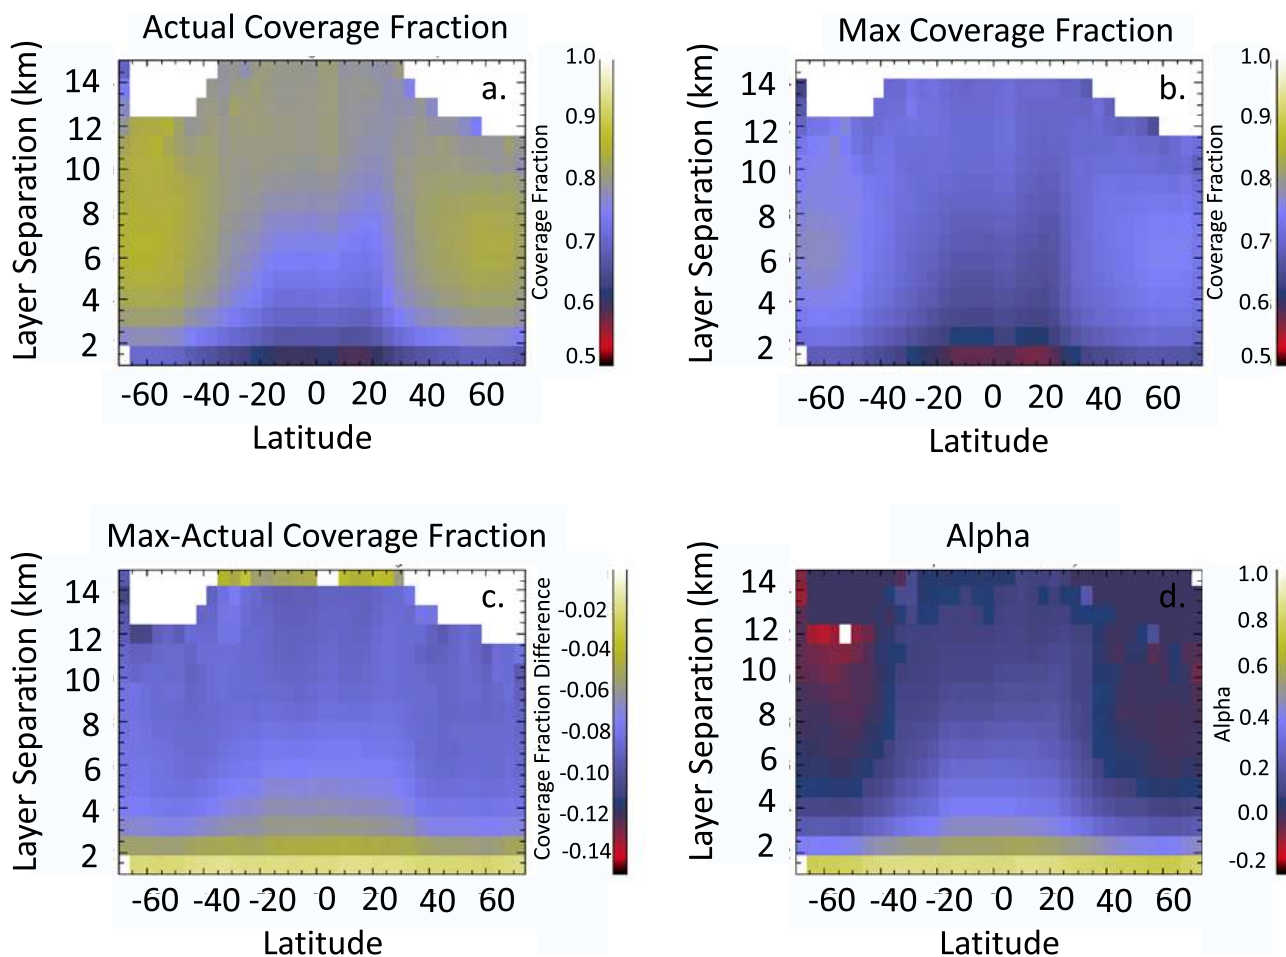 Actual Coverage Fraction
Max Coverage Fraction
a.
b.
Layer Separation (km)
14
12
10
8
6
4
2
-60 -40 -20 0 20 40 60
Latitude
1.0
0.9
0.8
0.7
0.6
0.5
Coverage Fraction
Layer Separation (km)
14
12
10
8
6
4
2
-60 -40 -20 0 20 40 60
Latitude
1.0
0.9
0.8
0.7
0.6
0.5
Coverage Fraction
Max-Actual Coverage Fraction
Alpha
c.
d.
Layer Separation (km)
14
12
10
8
6
4
2
-60 -40 -20 0 20 40 60
Latitude
-0.02
-0.04
-0.06
-0.08
-0.10
-0.12
-0.14
Coverage Fraction Difference
Layer Separation (km)
14
12
10
8
6
4
2
-60 -40 -20 0 20 40 60
Latitude
1.0
0.8
0.6
0.4
0.2
0.0
-0.2
Alpha